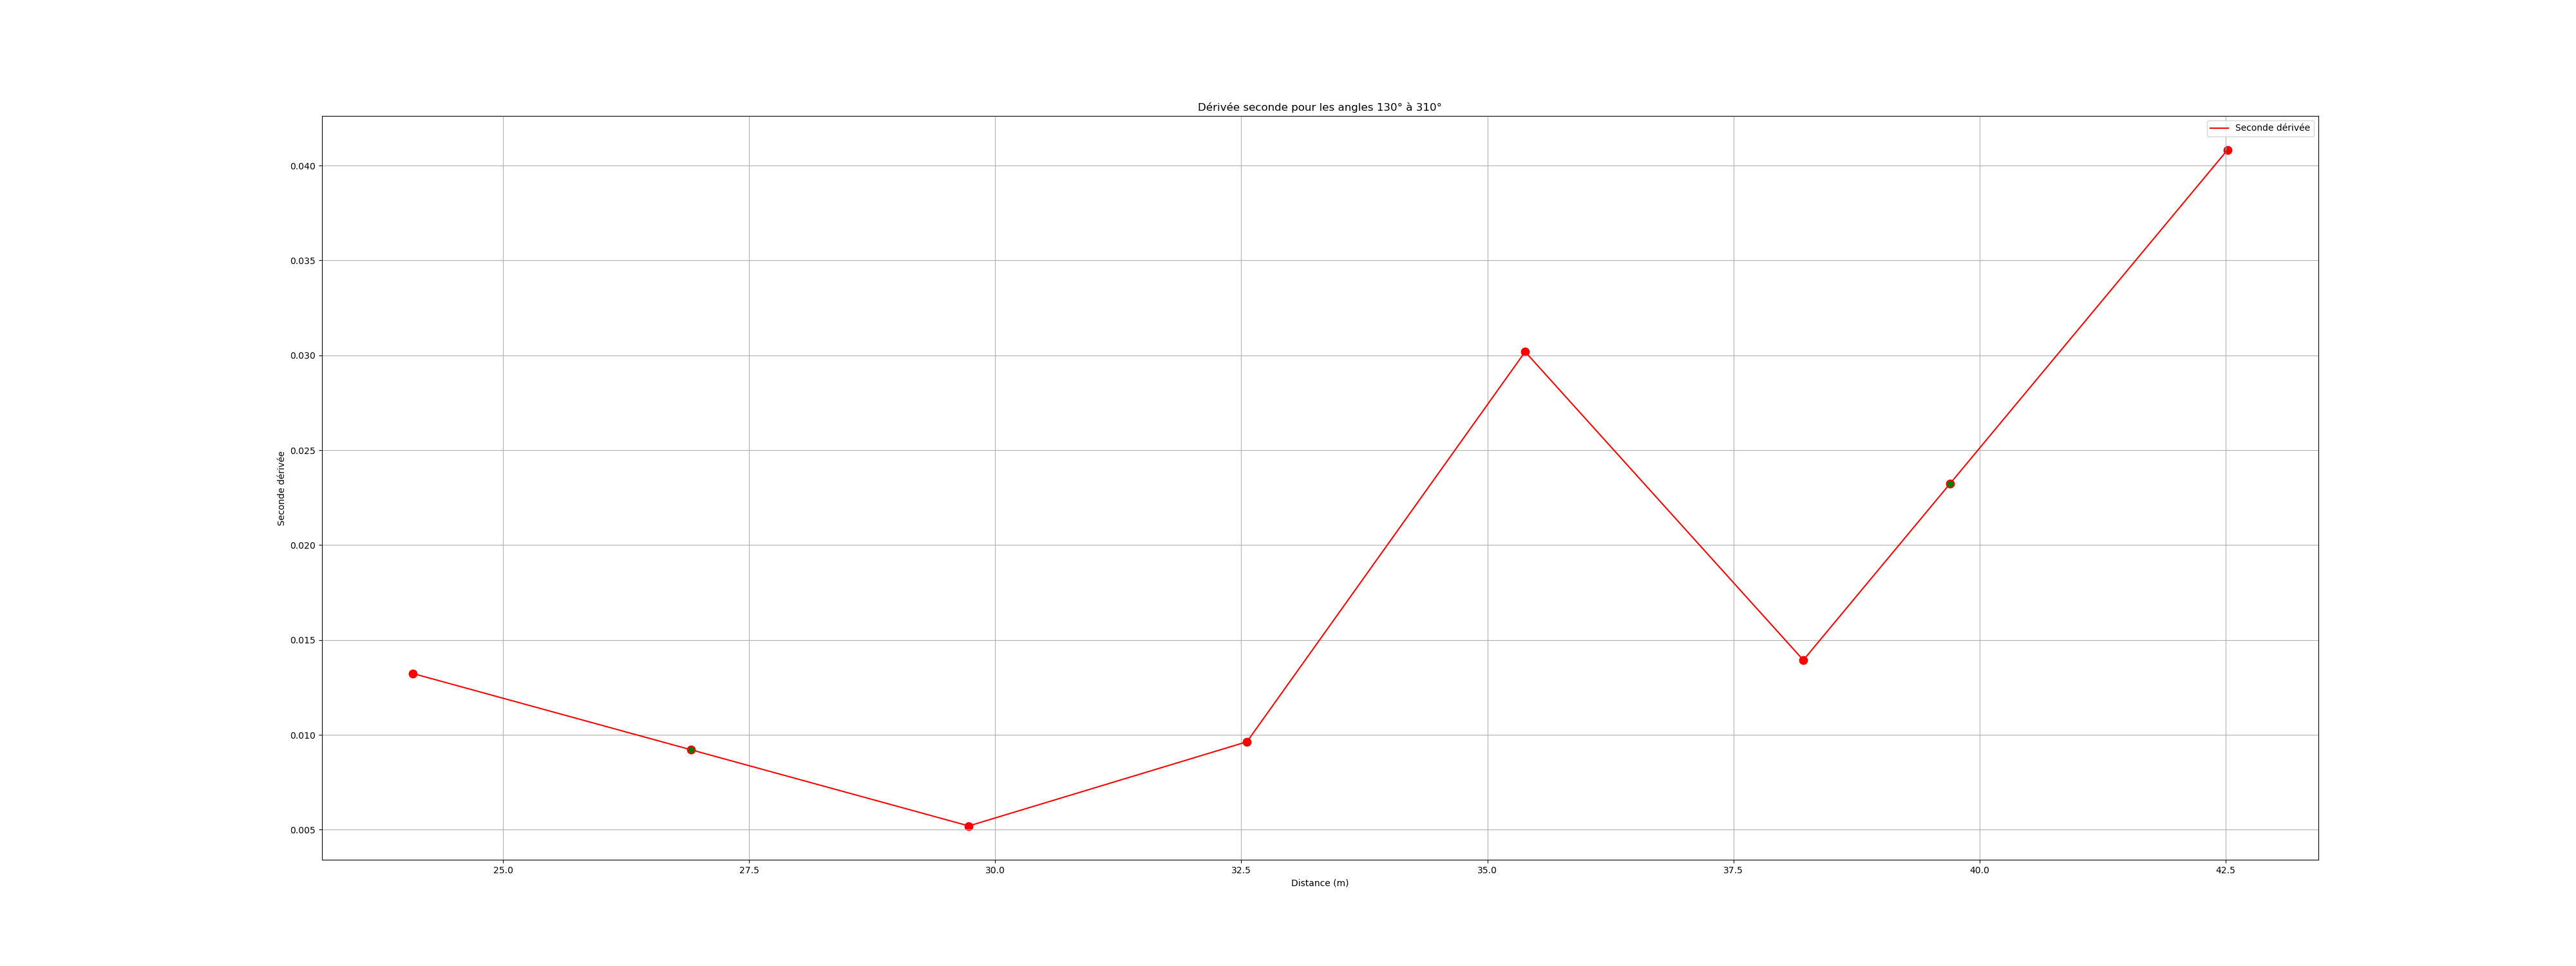 Dérivée seconde pour les angles 130° à 310°
Seconde dérivée
0.040
0.035
0.030
0.025
0.020
0.015
0.010
0.005
Seconde dérivée
25.0 27.5 30.0 32.5 35.0 37.5 40.0 42.5
Distance (m)